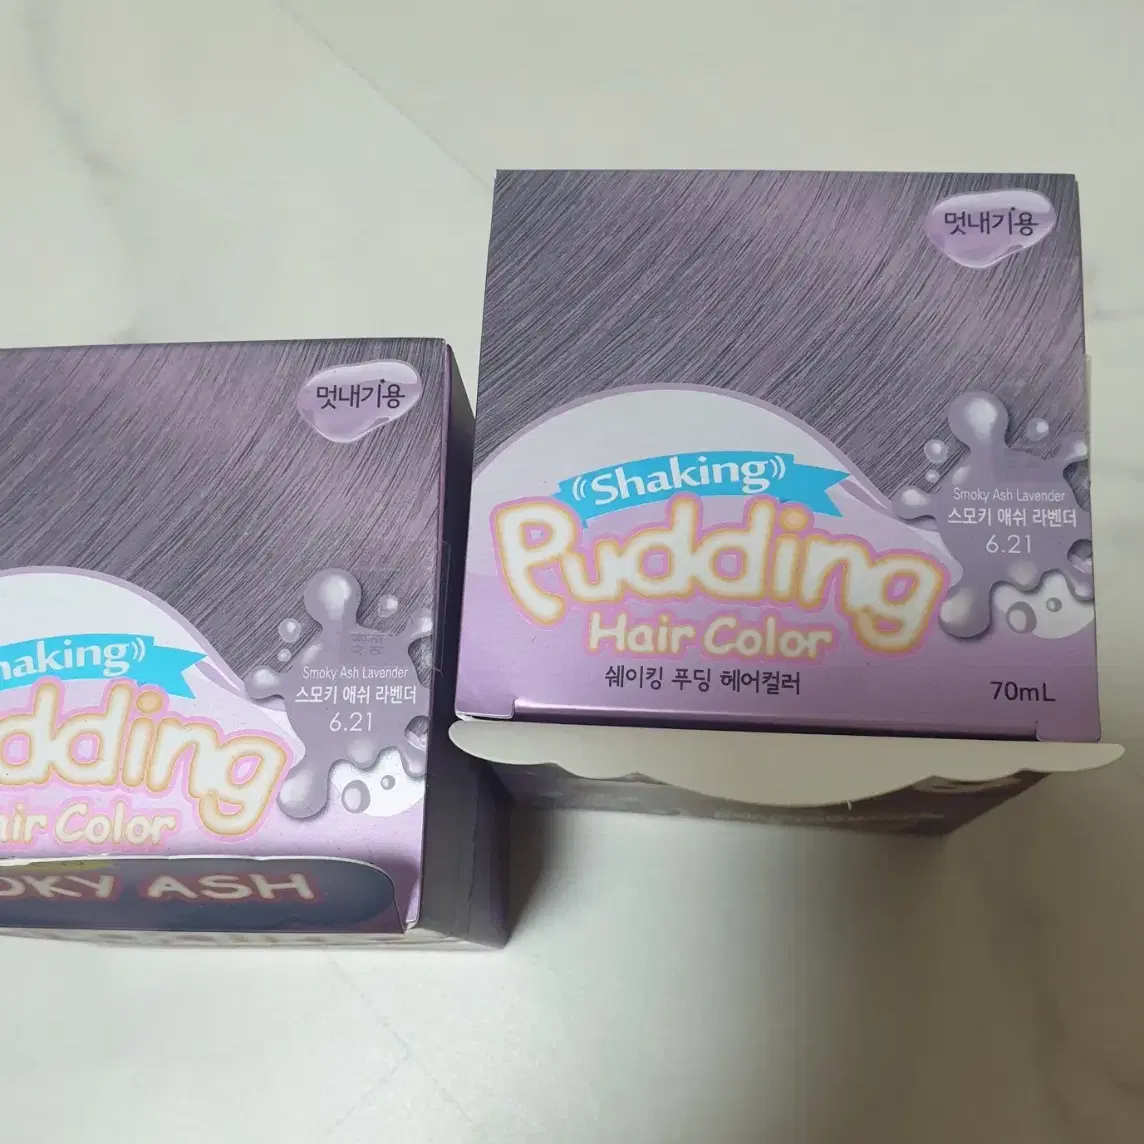 멋내기용
Shaking
Pudding
Hair Color
쉐이킹 푸딩 헤어컬러
70mL
Smoky Ash Lavender
스모키 애쉬 라벤더
6.21
멋내기용
haking
dding
air Color
Smoky Ash Lavender
스모키 애쉬 라벤더
6.21
OKY ASH